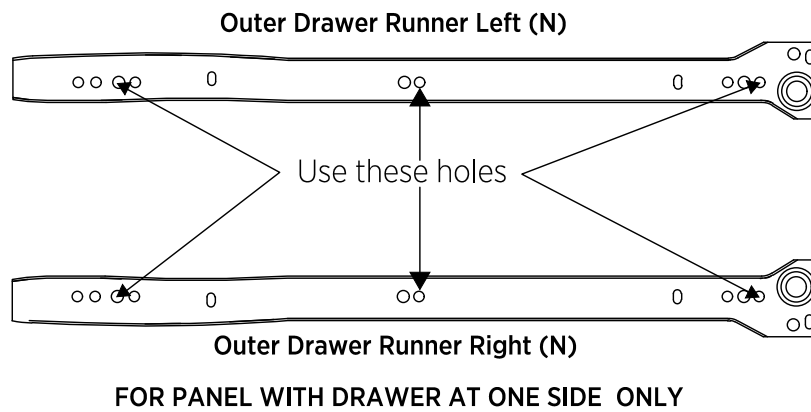 Outer Drawer Runner Left (N)
Use these holes
Outer Drawer Runner Right (N)
FOR PANEL WITH DRAWER AT ONE SIDE ONLY